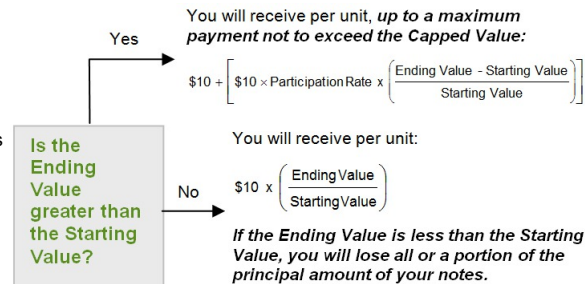 You will receive per unit, up to a maximum
payment not to exceed the Capped Value:
Yes
$10 + [ $10 × Participation Rate x ( Ending Value - Starting Value / Starting Value ) ]
s
Is the
Ending
Value
greater than
the Starting
Value?
No
You will receive per unit:
$10 x ( Ending Value / Starting Value )
If the Ending Value is less than the Starting
Value, you will lose all or a portion of the
principal amount of your notes.